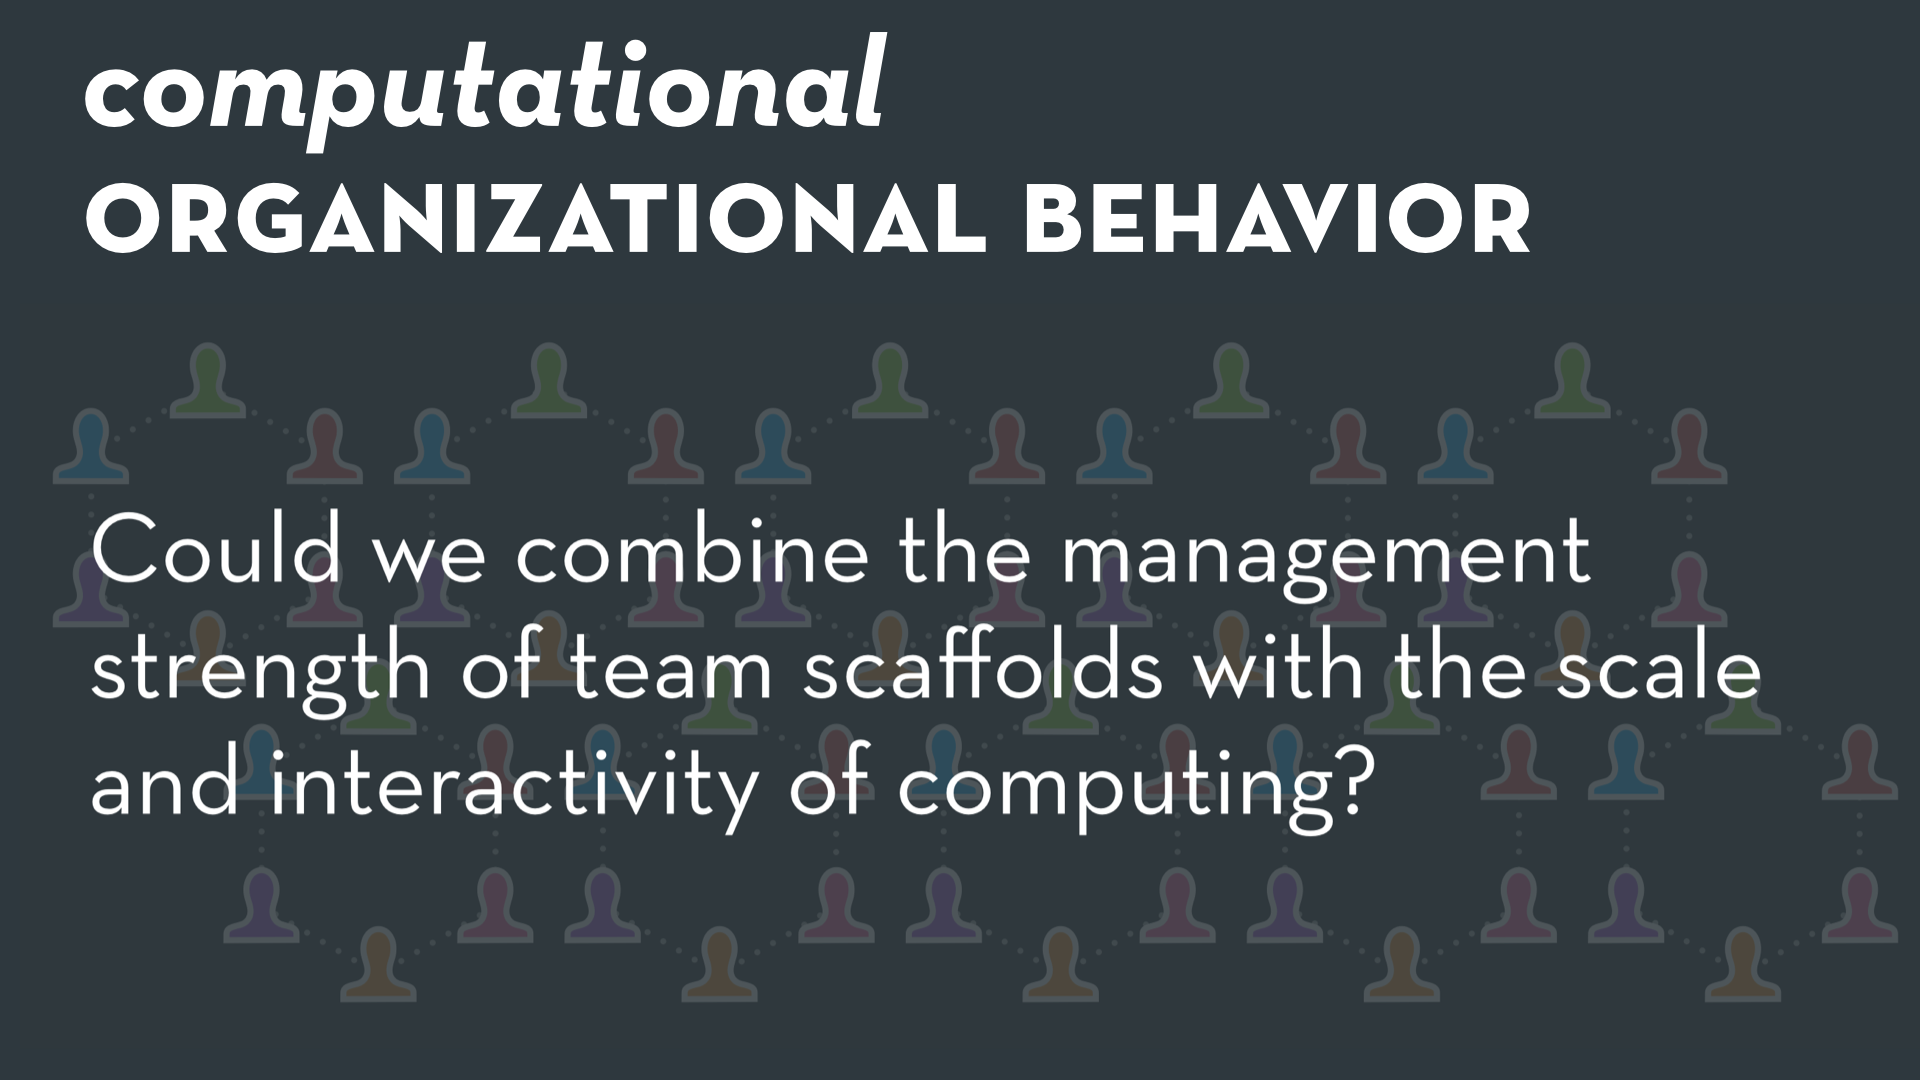 computational
ORGANIZATIONAL BEHAVIOR
Could we combine the management
strength of team scaffolds with the scale
and interactivity of computing?